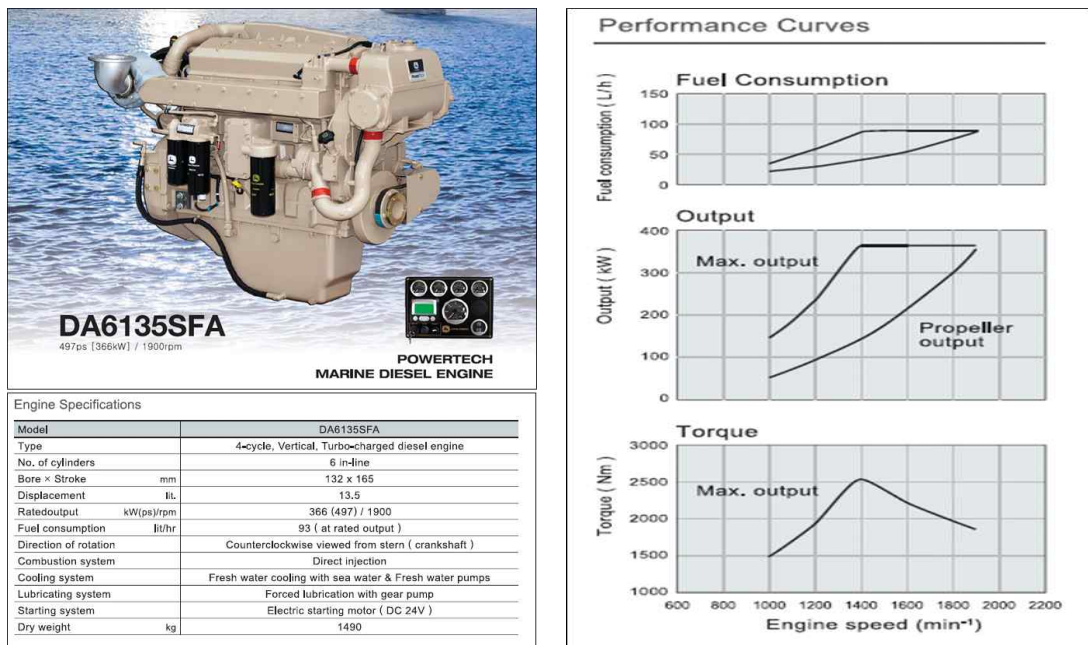 DA6135SFA
497ps [366kW] / 1900rpm
POWERTECH
MARINE DIESEL ENGINE
Engine Specifications
Model DA6135SFA
Type 4-cycle, Vertical, Turbo-charged diesel engine
No. of cylinders 6 in-line
Bore × Stroke mm 132 x 165
Displacement lit. 13.5
Ratedoutput kW(ps)/rpm 366 (497) / 1900
Fuel consumption lit/hr 93 ( at rated output )
Direction of rotation Counterclockwise viewed from stern ( crankshaft )
Combustion system Direct injection
Cooling system Fresh water cooling with sea water & Fresh water pumps
Lubricating system Forced lubrication with gear pump
Starting system Electric starting motor ( DC 24V )
Dry weight kg 1490
Performance Curves
Fuel Consumption
Fuel consumption ( L/h )
150
100
50
0
Output
Output ( kW )
400
300
200
100
0
Max. output
Propeller
output
Torque
Torque ( Nm )
3000
2500
2000
1500
1000
Max. output
600 800 1000 1200 1400 1600 1800 2000 2200
Engine speed (min⁻¹)